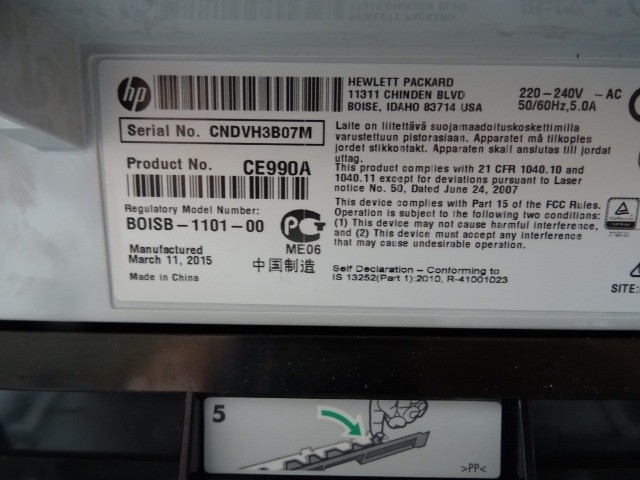 hp
HEWLETT PACKARD
11311 CHINDEN BLVD
BOISE, IDAHO 83714 USA
220-240V ~ AC
50/60Hz,5.0A
Serial No. CNDVH3B07M
Product No. CE990A
Regulatory Model Number:
BOISB-1101-00
Manufactured
March 11, 2015
Made in China
ME06
中国制造
Laite on liitettävä suojamaadoituskoskettimilla
varustettuun pistorasiaan. Apparatet må tilkoples
jordet stikkontakt. Apparaten skall anslutas till jordat
uttag.
This product complies with 21 CFR 1040.10 and
1040.11 except for deviations pursuant to Laser
notice No. 50, Dated June 24, 2007
This device complies with Part 15 of the FCC Rules.
Operation is subject to the following two conditions:
(1) This device may not cause harmful interference,
and (2) This device must accept any interference
that may cause undesirable operation.
Self Declaration - Conforming to
IS 13252(Part 1):2010, R-41001023
SITE:
5
>PP<